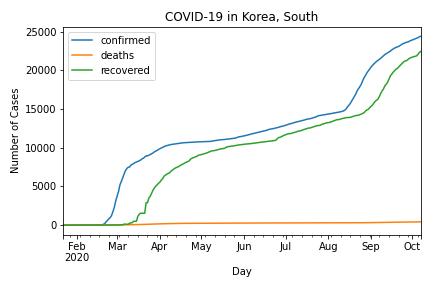 COVID-19 in Korea, South
confirmed
deaths
recovered
Number of Cases
25000
20000
15000
10000
5000
0
Feb Mar Apr May Jun Jul Aug Sep Oct
2020
Day